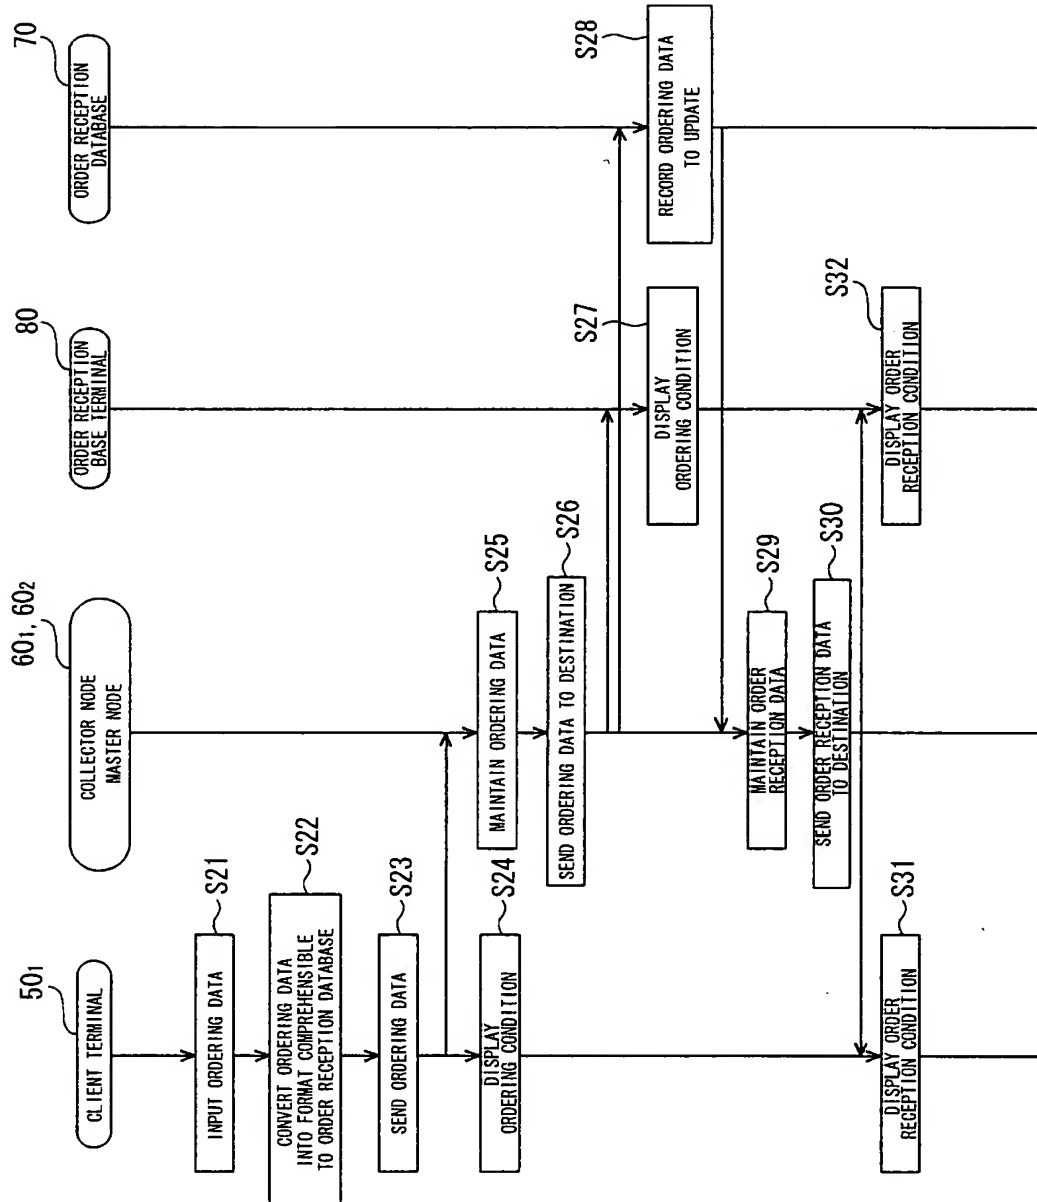 50₁
CLIENT TERMINAL
S21
INPUT ORDERING DATA
S22
CONVERT ORDERING DATA
INTO FORMAT COMPREHENSIBLE
TO ORDER RECEPTION DATABASE
S23
SEND ORDERING DATA
S24
DISPLAY
ORDERING CONDITION
S31
DISPLAY ORDER
RECEPTION CONDITION
60₁, 60₂
COLLECTOR NODE
MASTER NODE
S25
MAINTAIN ORDERING DATA
S26
SEND ORDERING DATA TO DESTINATION
S29
MAINTAIN ORDER
RECEPTION DATA
S30
SEND ORDER RECEPTION DATA
TO DESTINATION
80
ORDER RECEPTION
BASE TERMINAL
S27
DISPLAY
ORDERING CONDITION
S32
DISPLAY ORDER
RECEPTION CONDITION
70
ORDER RECEPTION
DATABASE
S28
RECORD ORDERING DATA
TO UPDATE